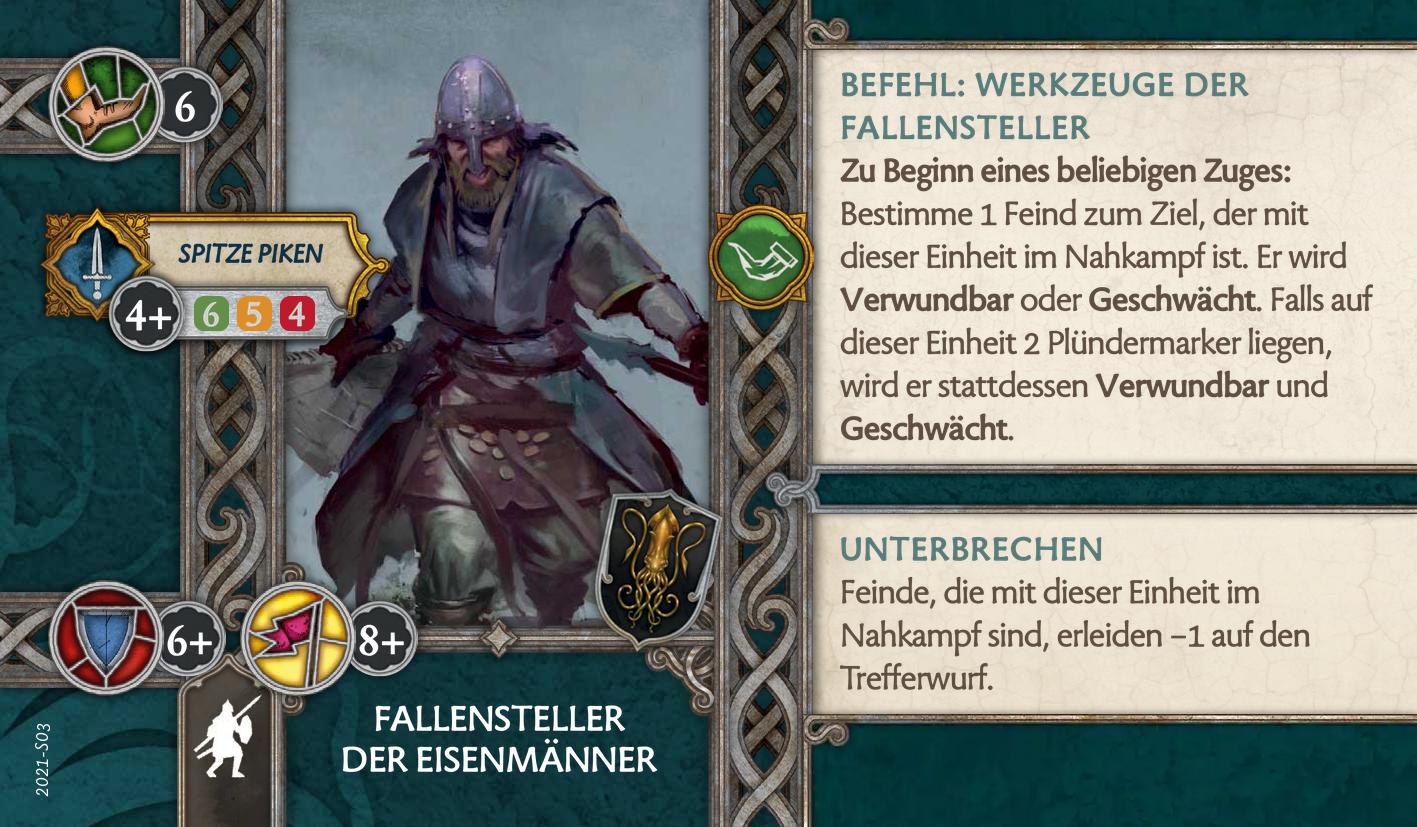 6
SPITZE PIKEN
4+ 6 5 4
6+ 8+
FALLENSTELLER
DER EISENMÄNNER
2021-S03
BEFEHL: WERKZEUGE DER
FALLENSTELLER
Zu Beginn eines beliebigen Zuges:
Bestimme 1 Feind zum Ziel, der mit
dieser Einheit im Nahkampf ist. Er wird
Verwundbar oder Geschwächt. Falls auf
dieser Einheit 2 Plündermarker liegen,
wird er stattdessen Verwundbar und
Geschwächt.
UNTERBRECHEN
Feinde, die mit dieser Einheit im
Nahkampf sind, erleiden –1 auf den
Trefferwurf.